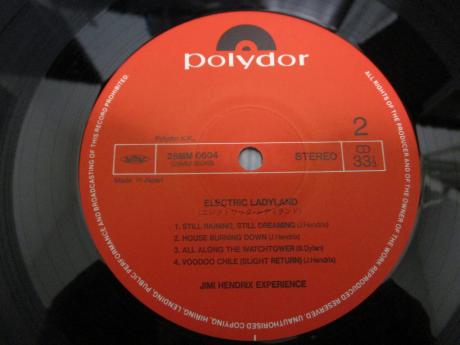 polydor
Polydor K.K.
28MM 0604
STEREO
2
33⅓
Made in Japan
ELECTRIC LADYLAND
(エレクトリック・レディランド)
1. STILL RAINING, STILL DREAMING (J.Hendrix)
2. HOUSE BURNING DOWN (J.Hendrix)
3. ALL ALONG THE WATCHTOWER (B.Dylan)
4. VOODOO CHILE (SLIGHT RETURN) (J.Hendrix)
JIMI HENDRIX EXPERIENCE
ALL RIGHTS OF THE PRODUCER AND OF THE OWNER OF THE WORK REPRODUCED RESERVED. UNAUTHORISED COPYING, HIRING, LENDING, PUBLIC PERFORMANCE AND BROADCASTING OF THIS RECORD PROHIBITED.